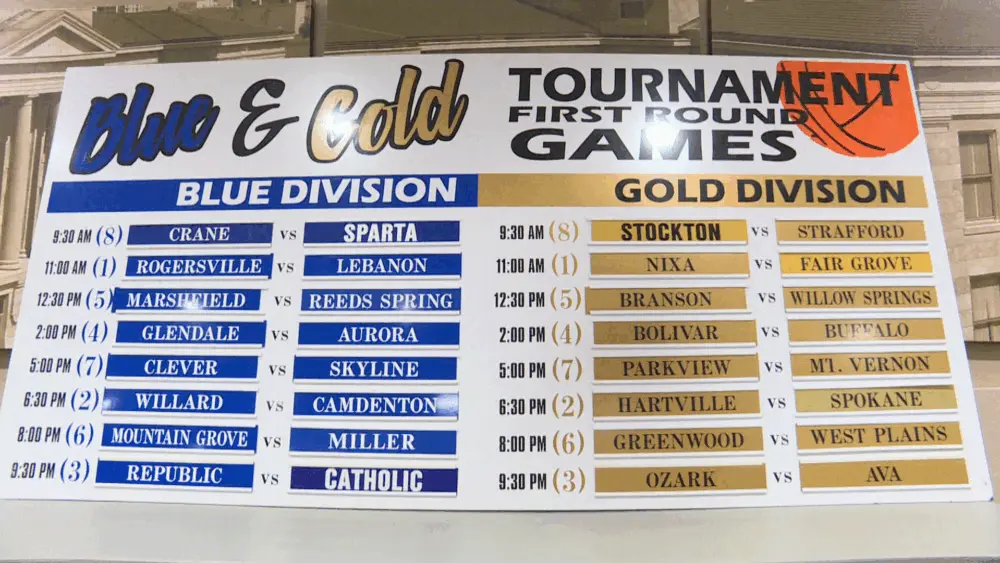 Blue & Gold
TOURNAMENT
FIRST ROUND
GAMES
BLUE DIVISION
9:30 AM (8) CRANE vs SPARTA
11:00 AM (1) ROGERSVILLE vs LEBANON
12:30 PM (5) MARSHFIELD vs REEDS SPRING
2:00 PM (4) GLENDALE vs AURORA
5:00 PM (7) CLEVER vs SKYLINE
6:30 PM (2) WILLARD vs CAMDENTON
8:00 PM (6) MOUNTAIN GROVE vs MILLER
9:30 PM (3) REPUBLIC vs CATHOLIC
GOLD DIVISION
9:30 AM (8) STOCKTON vs STRAFFORD
11:00 AM (1) NIXA vs FAIR GROVE
12:30 PM (5) BRANSON vs WILLOW SPRINGS
2:00 PM (4) BOLIVAR vs BUFFALO
5:00 PM (7) PARKVIEW vs MT. VERNON
6:30 PM (2) HARTVILLE vs SPOKANE
8:00 PM (6) GREENWOOD vs WEST PLAINS
9:30 PM (3) OZARK vs AVA